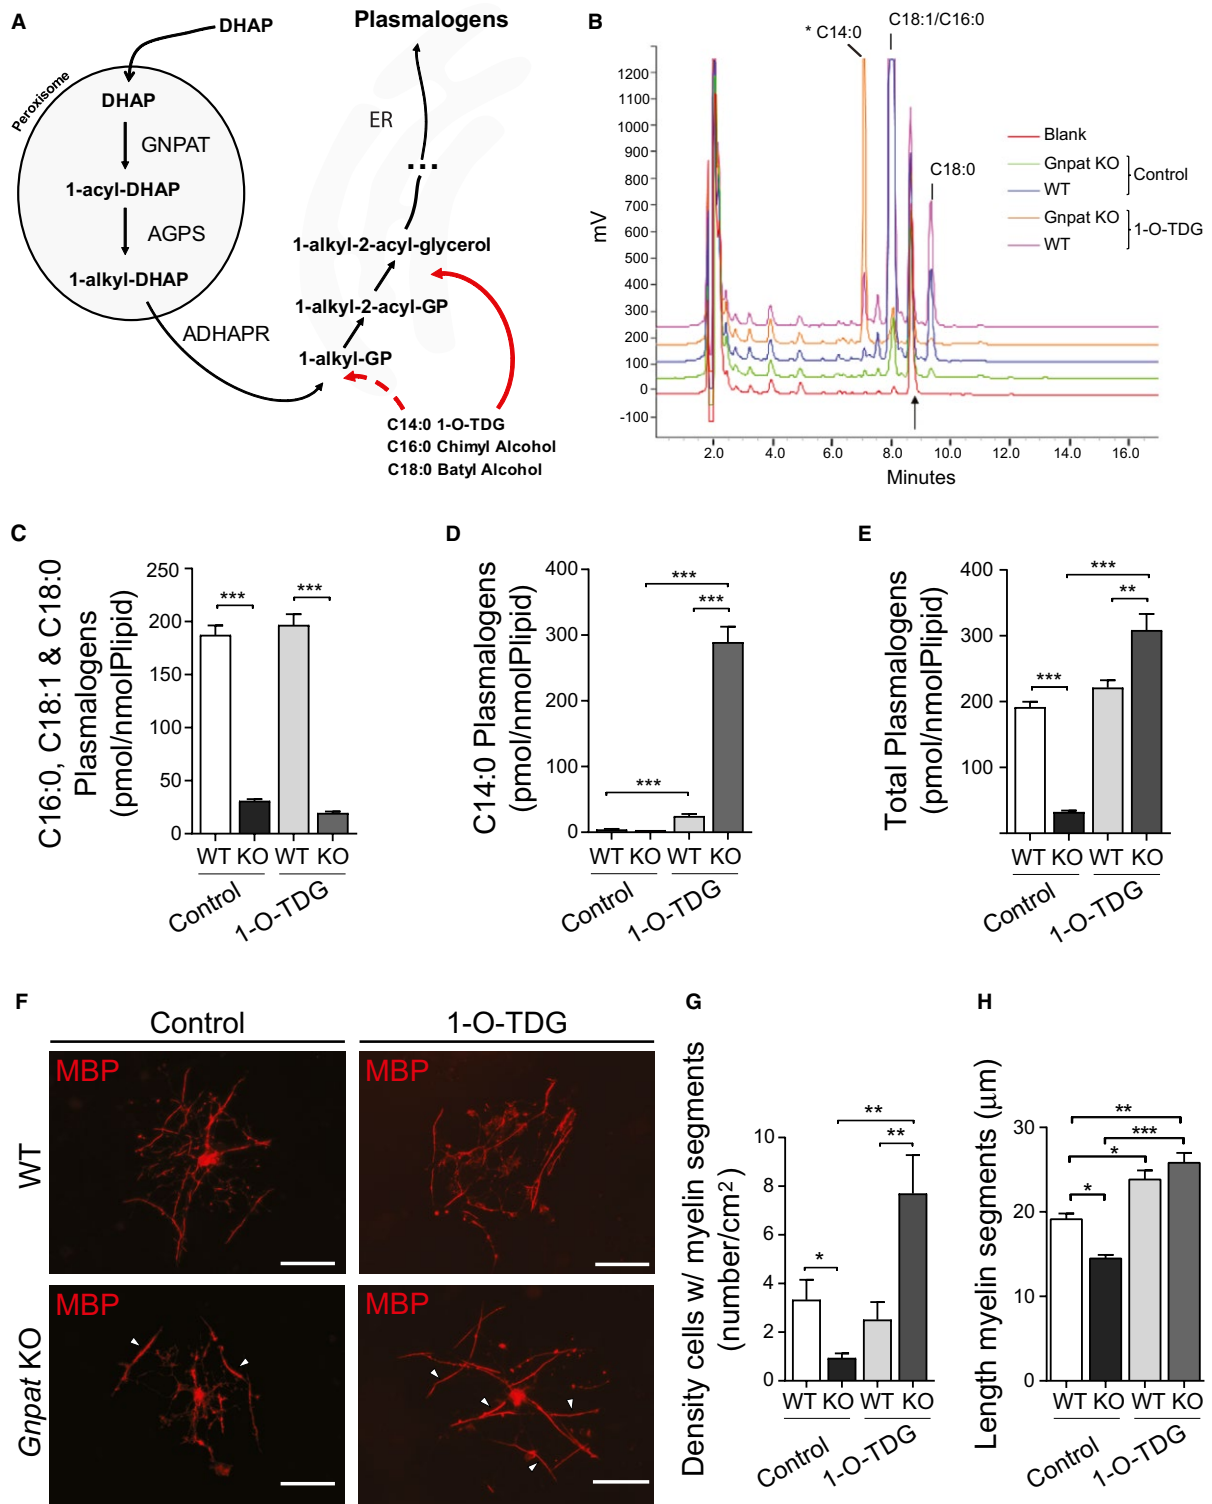 A
DHAP
Peroxisome
DHAP
GNPAT
1-acyl-DHAP
AGPS
1-alkyl-DHAP
ADHAPR
Plasmalogens
ER
...
1-alkyl-2-acyl-glycerol
1-alkyl-2-acyl-GP
1-alkyl-GP
C14:0 1-O-TDG
C16:0 Chimyl Alcohol
C18:0 Batyl Alcohol
B
* C14:0
C18:1/C16:0
C18:0
Blank
Gnpat KO
WT
Control
Gnpat KO
WT
1-O-TDG
mV
1200
1100
1000
900
800
700
600
500
400
300
200
100
0
-100
2.0 4.0 6.0 8.0 10.0 12.0 14.0 16.0
Minutes
C
C16:0, C18:1 & C18:0
Plasmalogens
(pmol/nmolPlipid)
250
200
150
100
50
0
*** ***
WT KO WT KO
Control 1-O-TDG
D
C14:0 Plasmalogens
(pmol/nmolPlipid)
400
300
200
100
0
***
***
***
WT KO WT KO
Control 1-O-TDG
E
Total Plasmalogens
(pmol/nmolPlipid)
400
300
200
100
***
**
***
WT KO WT KO
Control 1-O-TDG
F
Control 1-O-TDG
WT
MBP MBP
Gnpat KO
MBP MBP
G
Density cells w/ myelin segments
(number/cm2 )
10
8
6
4
2
0
**
**
*
WT KO WT KO
Control 1-O-TDG
H
Length myelin segments (μm)
30
20
10
0
**
***
*
*
WT KO WT KO
Control 1-O-TDG